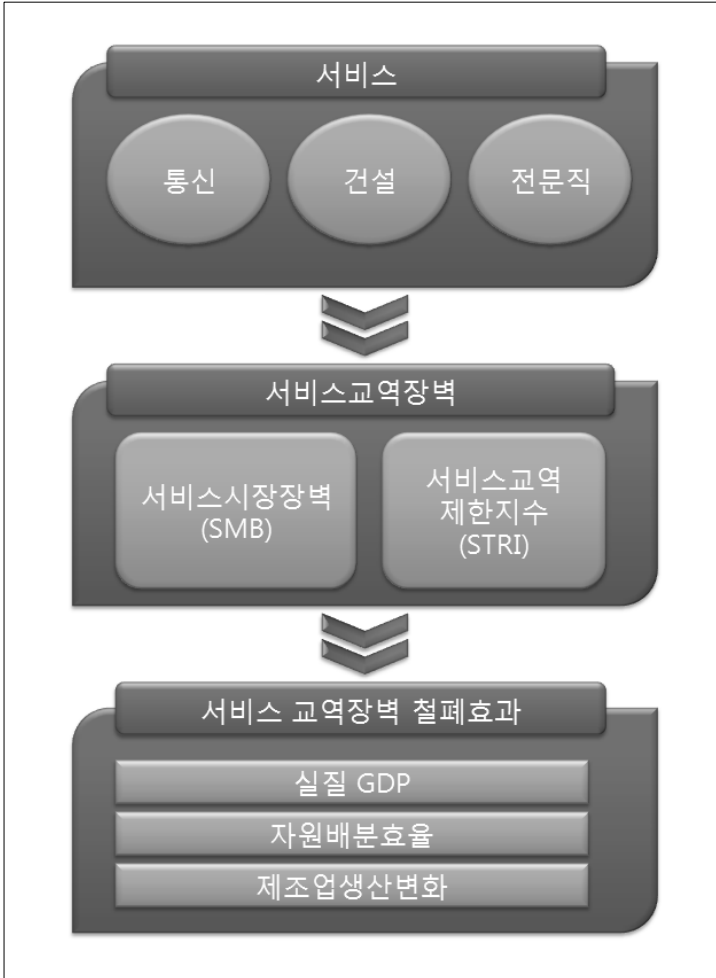 서비스
통신
건설
전문직
서비스교역장벽
서비스시장장벽
(SMB)
서비스교역
제한지수
(STRI)
서비스 교역장벽 철폐효과
실질 GDP
자원배분효율
제조업생산변화